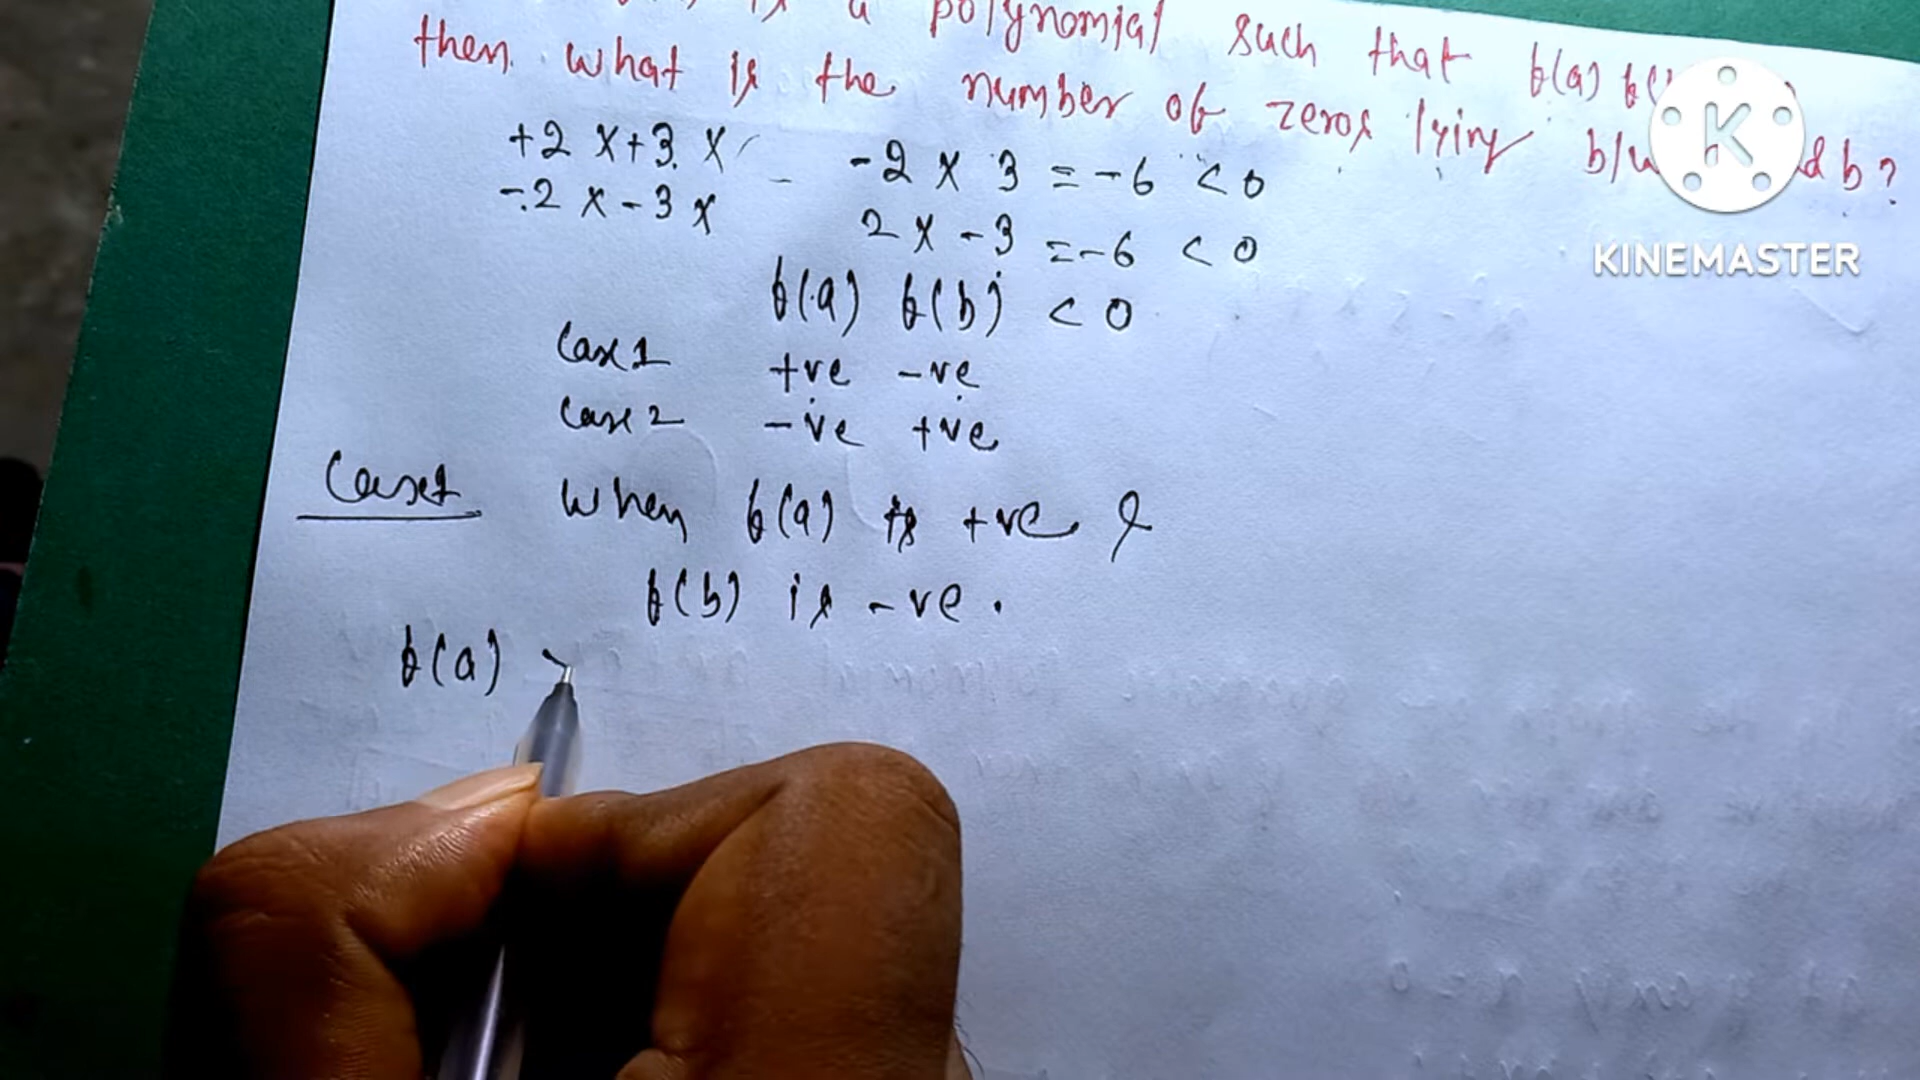 is a polynomial such that f(a) f(
then what is the number of zeros lying b/w and b?
+2 x +3 x - 2 x 3 = -6 < 0
-2 x - 3 x 2 x - 3 = -6 < 0
f(a) f(b) < 0
Case 1 +ve -ve
Case 2 -ve +ve
Case 1 When f(a) is +ve &
f(b) is -ve.
f(a) >
K
KINEMASTER